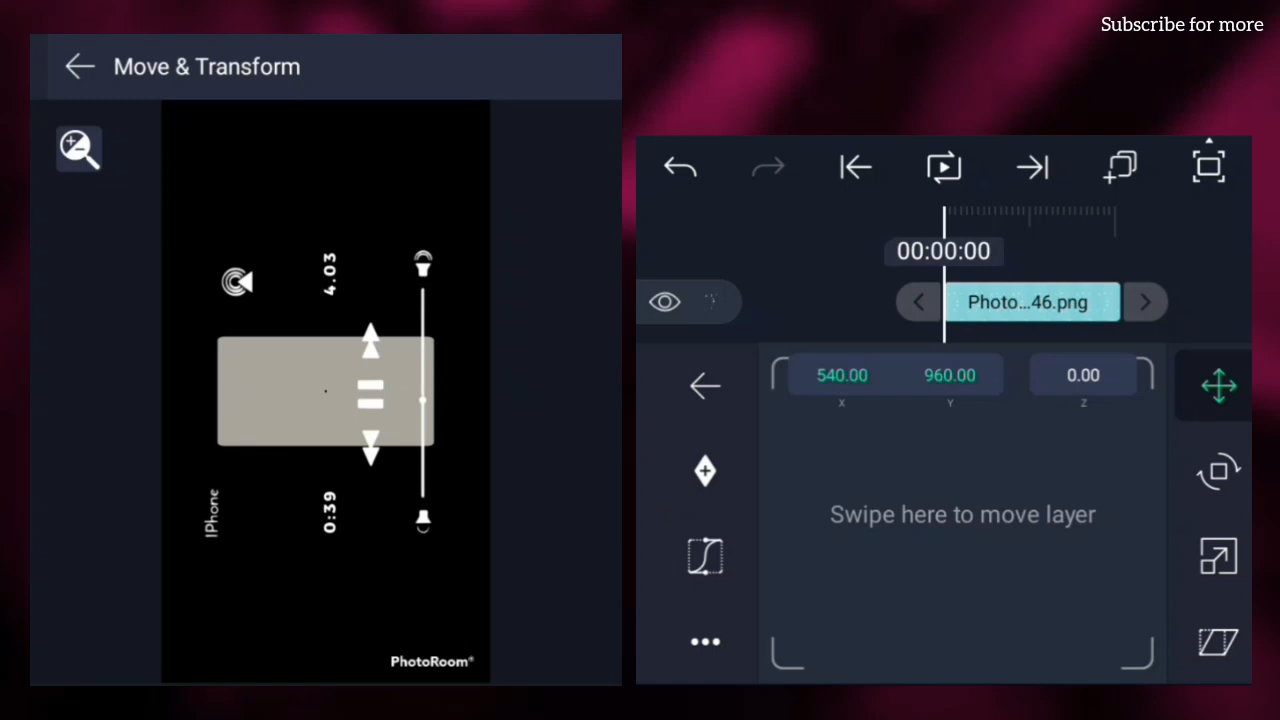 Subscribe for more
Move & Transform
4.03
IPhone
0:39
PhotoRoom®
00:00:00
Photo...46.png
540.00 960.00 0.00
X Y Z
Swipe here to move layer